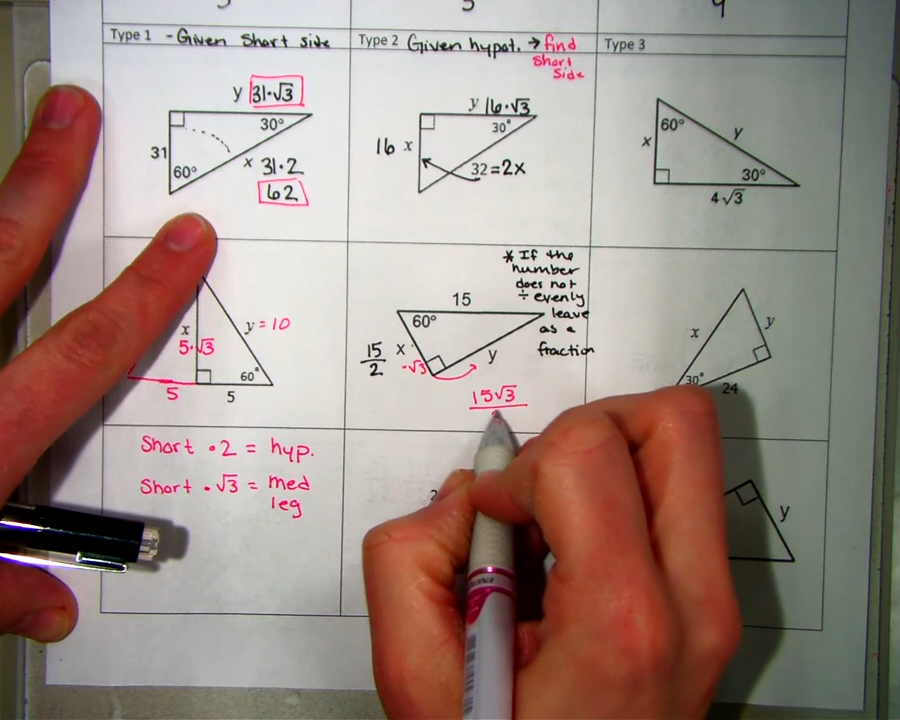 Type 1 - Given short side
y 31·√3
30°
31
60°
x 31·2
62
Type 2 Given hypot. → find
short
side
y 16·√3
30°
16 x
32=2x
Type 3
60°
y
x
30°
4√3
x
5·√3
y = 10
60°
5
5
* If the
number
does not
÷ evenly
leave
as a
fraction
15
60°
15
2
x
·√3
y
15√3
x
y
30°
24
Short · 2 = hyp.
Short · √3 = med
leg
y